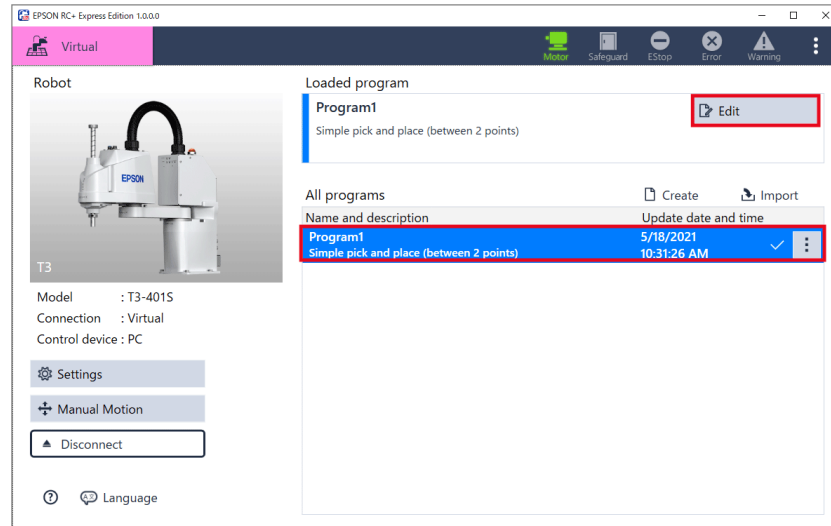 EPSON RC+ Express Edition 1.0.0.0
Virtual
Motor Safeguard EStop Error Warning
Robot
EPSON
T3
Model : T3-401S
Connection : Virtual
Control device : PC
Settings
Manual Motion
Disconnect
Language
Loaded program
Program1
Simple pick and place (between 2 points)
Edit
All programs
Create
Import
Name and description Update date and time
Program1 5/18/2021
Simple pick and place (between 2 points) 10:31:26 AM